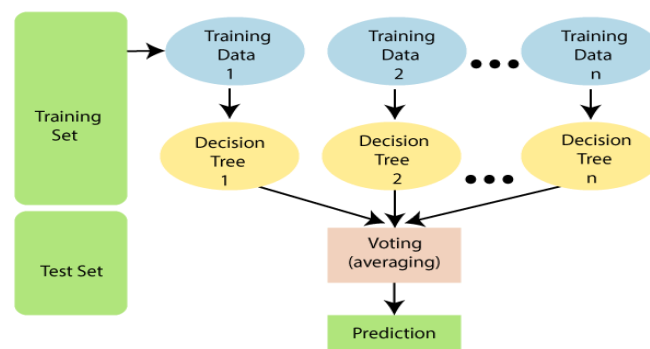 Training
Set
Test Set
Training
Data
1
Training
Data
2
Training
Data
n
Decision
Tree
1
Decision
Tree
2
Decision
Tree
n
Voting
(averaging)
Prediction